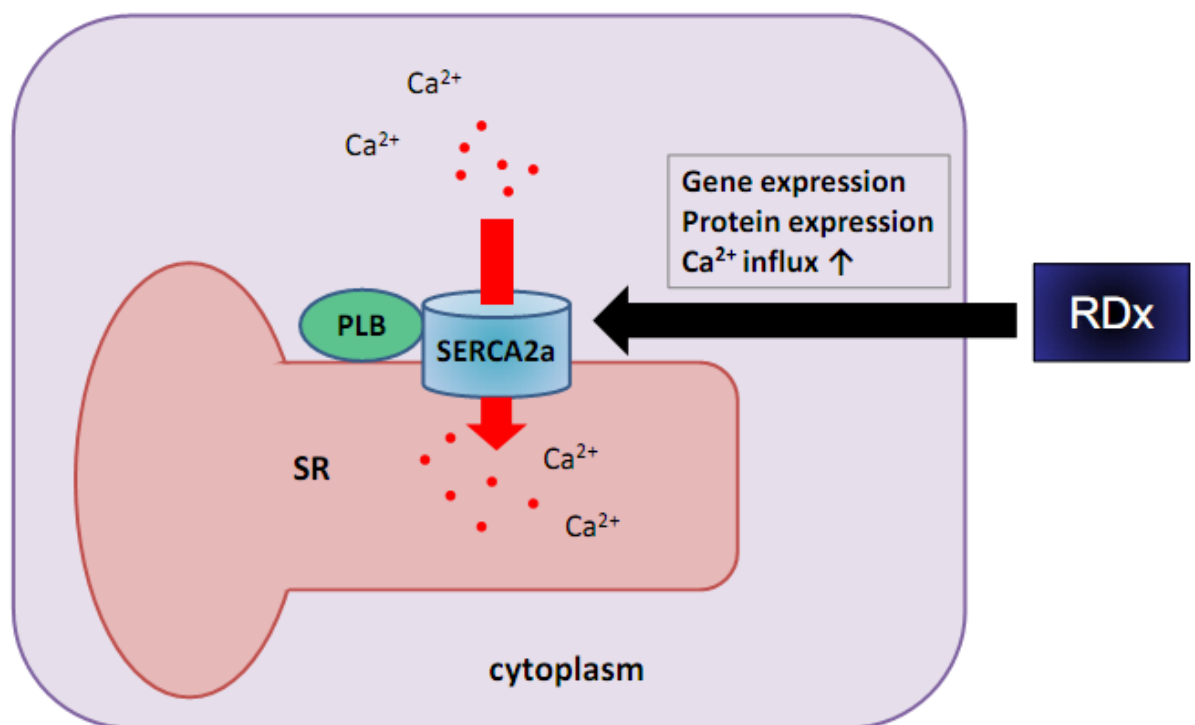 Ca²⁺
Ca²⁺
Gene expression
Protein expression
Ca²⁺ influx ↑
RDx
PLB
SERCA2a
SR
Ca²⁺
Ca²⁺
cytoplasm